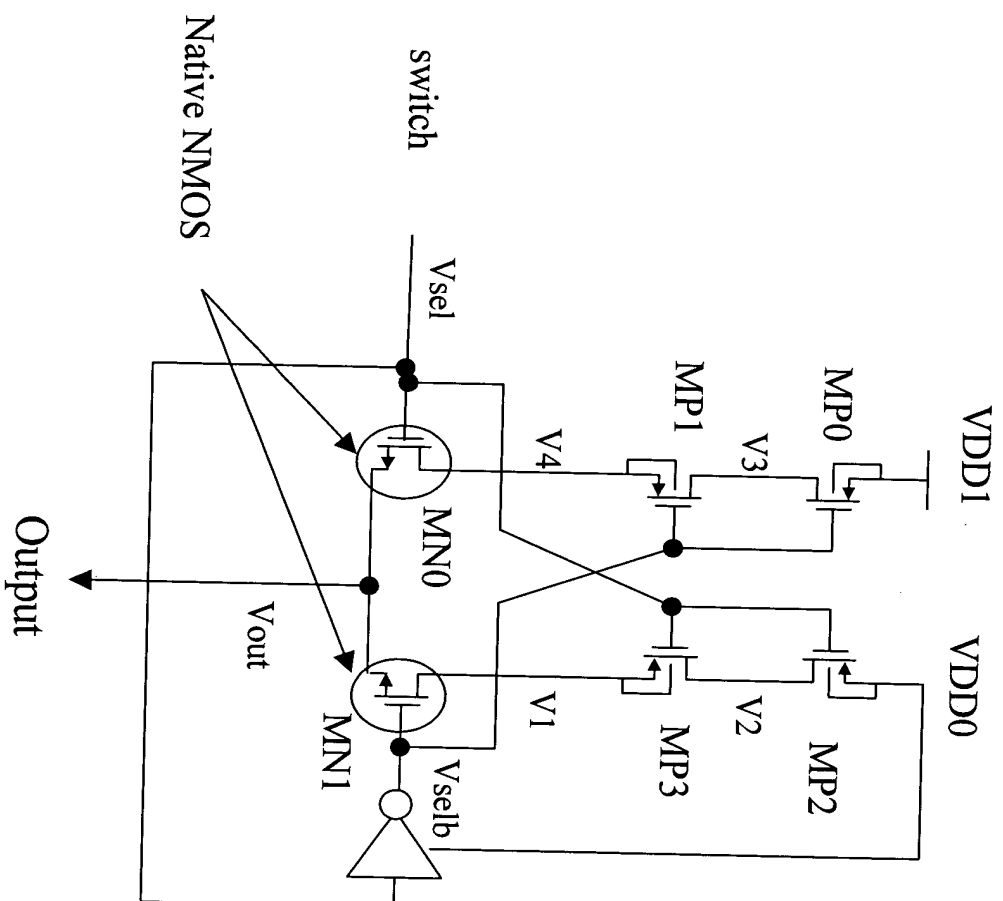 VDD1
VDD0
MP0
MP2
V3
V2
MP1
MP3
V4
V1
switch
Vsel
Vselb
MN0
MN1
Native NMOS
Vout
Output